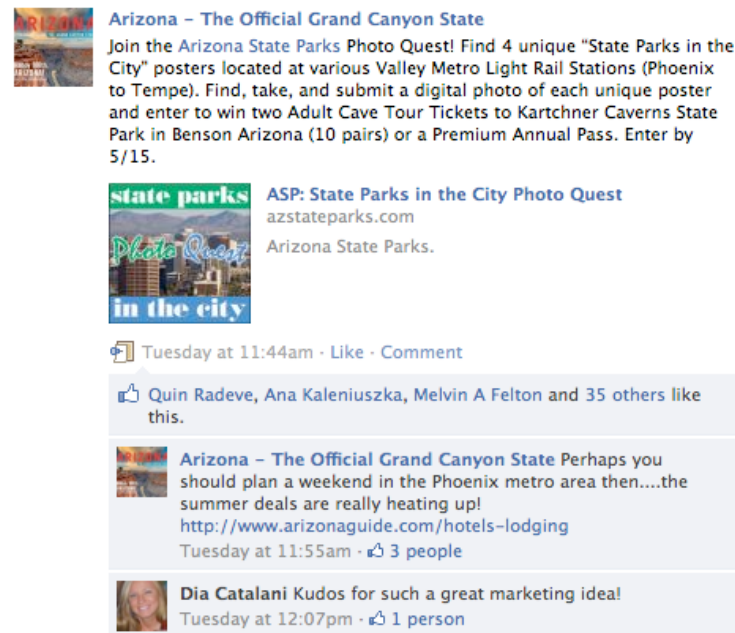 ARIZONA
Arizona – The Official Grand Canyon State
Join the Arizona State Parks Photo Quest! Find 4 unique “State Parks in the
City” posters located at various Valley Metro Light Rail Stations (Phoenix
to Tempe). Find, take, and submit a digital photo of each unique poster
and enter to win two Adult Cave Tour Tickets to Kartchner Caverns State
Park in Benson Arizona (10 pairs) or a Premium Annual Pass. Enter by
5/15.
state parks
Photo Quest
in the city
ASP: State Parks in the City Photo Quest
azstateparks.com
Arizona State Parks.
Tuesday at 11:44am · Like · Comment
Quin Radeve, Ana Kaleniuszka, Melvin A Felton and 35 others like
this.
Arizona – The Official Grand Canyon State Perhaps you
should plan a weekend in the Phoenix metro area then....the
summer deals are really heating up!
http://www.arizonaguide.com/hotels-lodging
Tuesday at 11:55am · 3 people
Dia Catalani Kudos for such a great marketing idea!
Tuesday at 12:07pm · 1 person